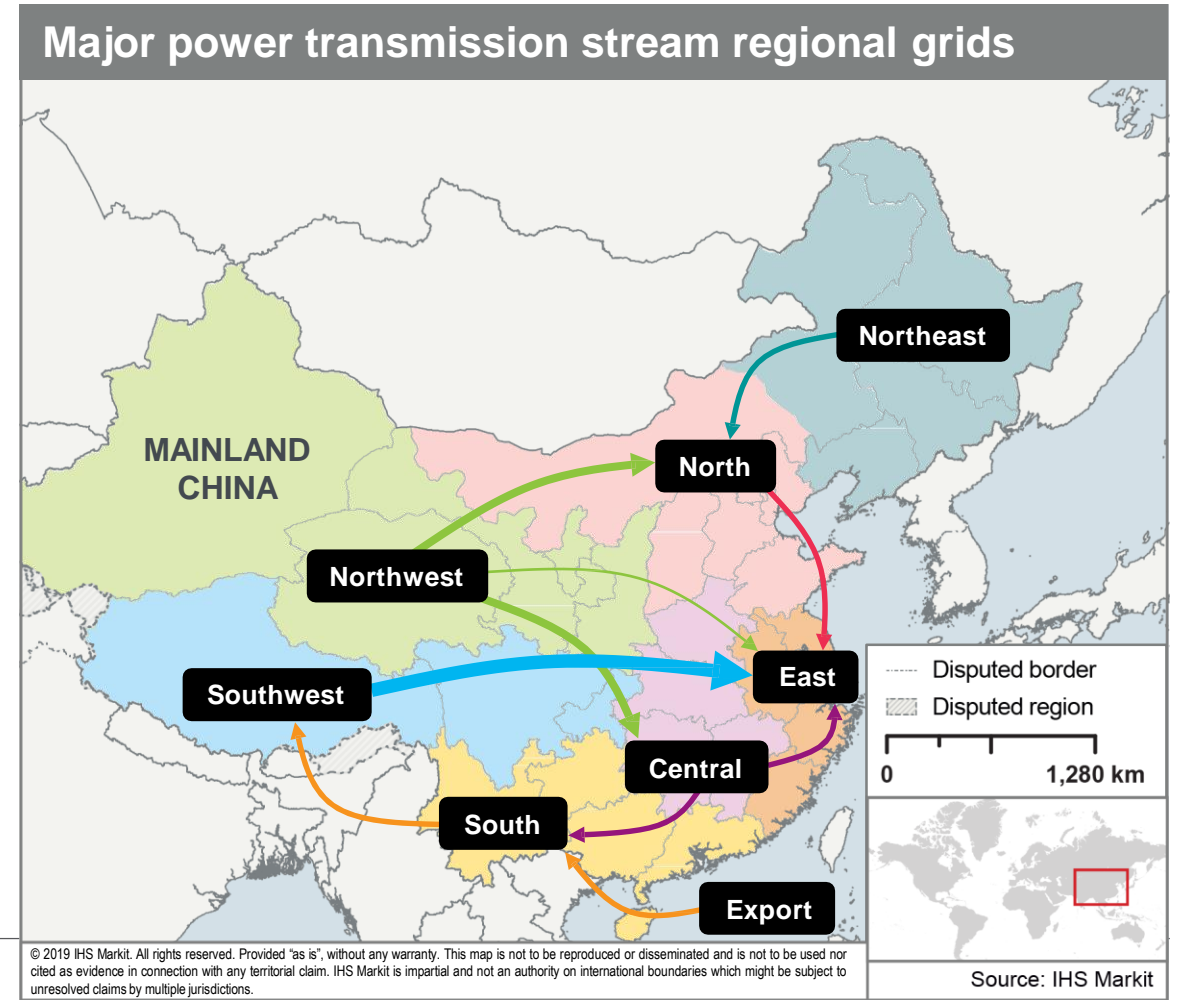 Major power transmission stream regional grids
Northeast
MAINLAND
CHINA
North
Northwest
East
Southwest
Central
South
Export
Disputed border
Disputed region
0 1,280 km
© 2019 IHS Markit. All rights reserved. Provided “as is”, without any warranty. This map is not to be reproduced or disseminated and is not to be used nor
cited as evidence in connection with any territorial claim. IHS Markit is impartial and not an authority on international boundaries which might be subject to
unresolved claims by multiple jurisdictions.
Source: IHS Markit